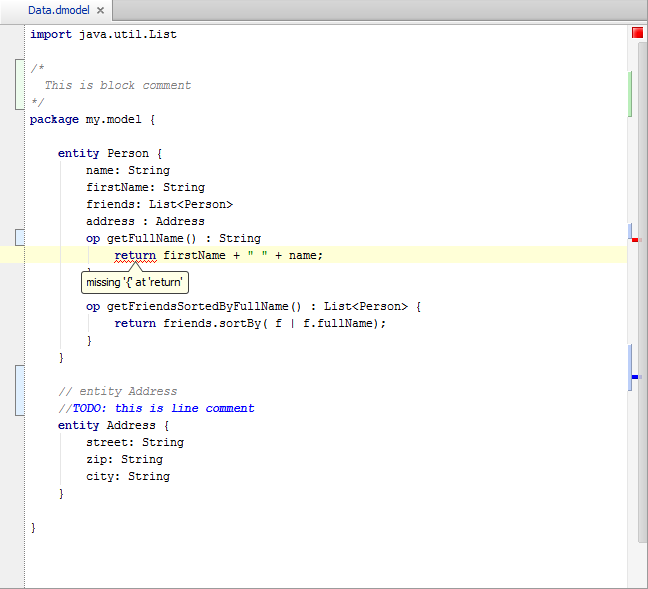 Data.dmodel
import java.util.List
/*
This is block comment
*/
package my.model {
entity Person {
name: String
firstName: String
friends: List<Person>
address : Address
op getFullName() : String
return firstName + " " + name;
missing '{' at 'return'
op getFriendsSortedByFullName() : List<Person> {
return friends.sortBy( f | f.fullName);
}
}
// entity Address
//TODO: this is line comment
entity Address {
street: String
zip: String
city: String
}
}